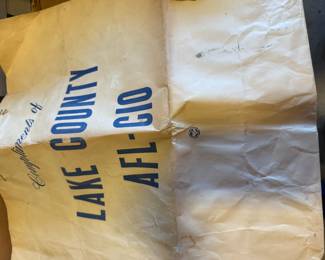 Compliments of
LAKE COUNTY
AFL-CIO